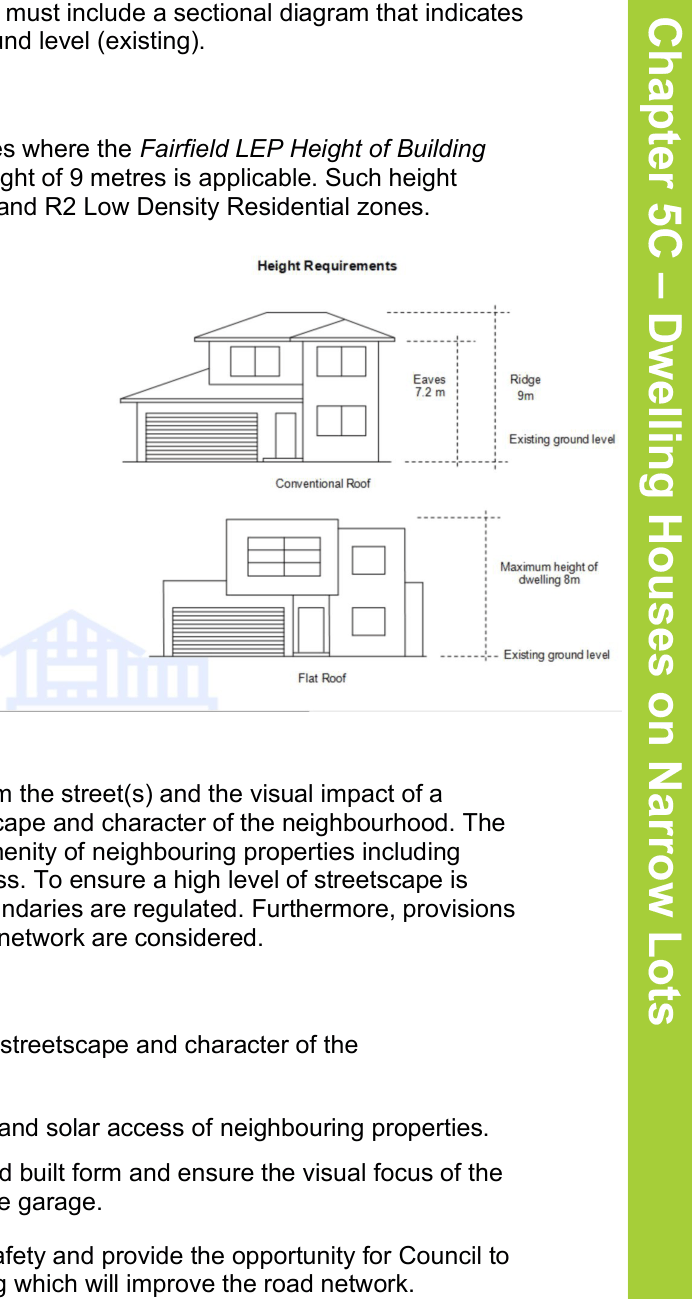 must include a sectional diagram that indicates
und level (existing).
es where the Fairfield LEP Height of Building
ght of 9 metres is applicable. Such height
and R2 Low Density Residential zones.
Height Requirements
Eaves
7.2 m
Ridge
9m
Existing ground level
Conventional Roof
Maximum height of
dwelling 8m
Existing ground level
Flat Roof
m the street(s) and the visual impact of a
cape and character of the neighbourhood. The
menity of neighbouring properties including
ss. To ensure a high level of streetscape is
undaries are regulated. Furthermore, provisions
network are considered.
streetscape and character of the
and solar access of neighbouring properties.
d built form and ensure the visual focus of the
e garage.
afety and provide the opportunity for Council to
g which will improve the road network.
Chapter 5C – Dwelling Houses on Narrow Lots